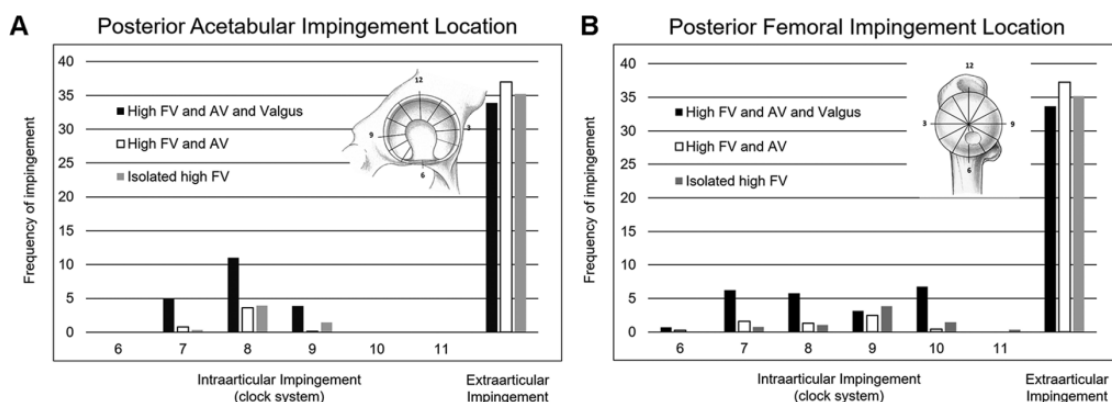 A
Posterior Acetabular Impingement Location
Frequency of impingement
40
35
30
25
20
15
10
5
0
High FV and AV and Valgus
High FV and AV
Isolated high FV
12
9
3
6
6 7 8 9 10 11
Intraarticular Impingement
(clock system)
Extraarticular
Impingement
B
Posterior Femoral Impingement Location
Frequency of impingement
40
35
30
25
20
15
10
5
0
High FV and AV and Valgus
High FV and AV
Isolated high FV
12
3
9
6
6 7 8 9 10 11
Intraarticular Impingement
(clock system)
Extraarticular
Impingement